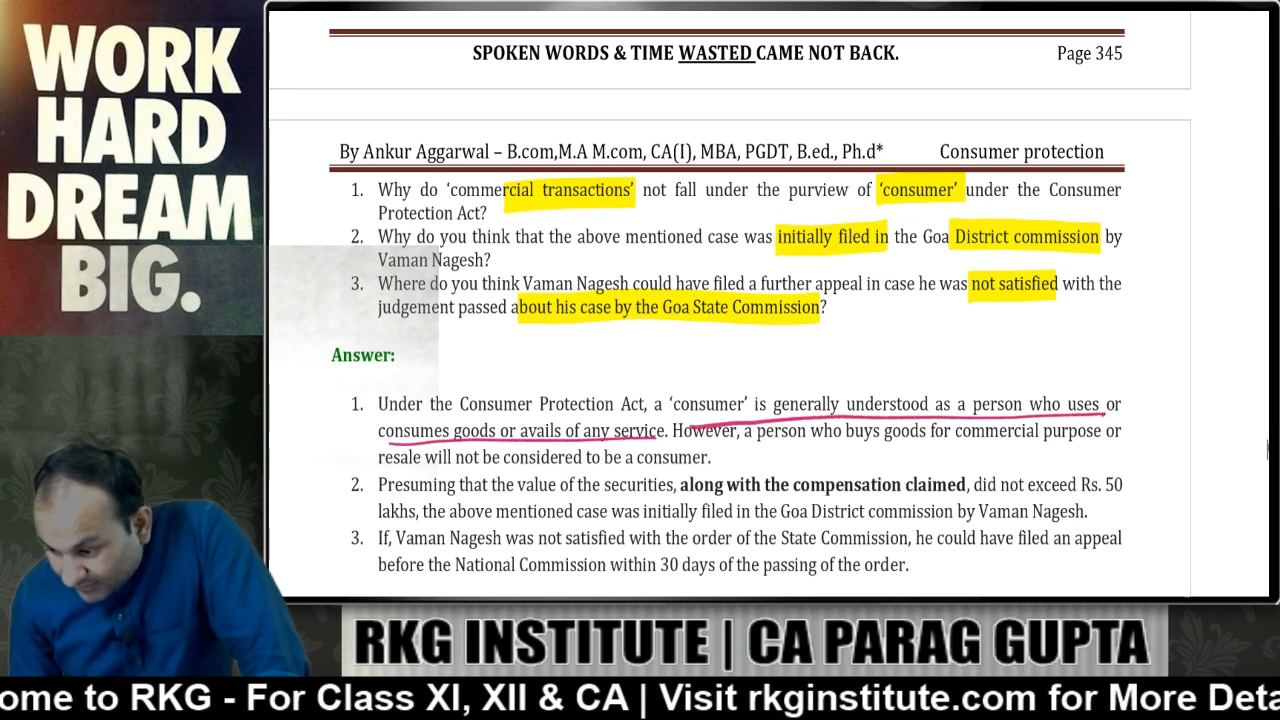 WORK
HARD
DREAM
BIG.
SPOKEN WORDS & TIME WASTED CAME NOT BACK. Page 345
By Ankur Aggarwal – B.com,M.A M.com, CA(I), MBA, PGDT, B.ed., Ph.d* Consumer protection
1. Why do ‘commercial transactions’ not fall under the purview of ‘consumer’ under the Consumer
Protection Act?
2. Why do you think that the above mentioned case was initially filed in the Goa District commission by
Vaman Nagesh?
3. Where do you think Vaman Nagesh could have filed a further appeal in case he was not satisfied with the
judgement passed about his case by the Goa State Commission?
Answer:
1. Under the Consumer Protection Act, a ‘consumer’ is generally understood as a person who uses or
consumes goods or avails of any service. However, a person who buys goods for commercial purpose or
resale will not be considered to be a consumer.
2. Presuming that the value of the securities, along with the compensation claimed, did not exceed Rs. 50
lakhs, the above mentioned case was initially filed in the Goa District commission by Vaman Nagesh.
3. If, Vaman Nagesh was not satisfied with the order of the State Commission, he could have filed an appeal
before the National Commission within 30 days of the passing of the order.
RKG INSTITUTE | CA PARAG GUPTA
ome to RKG - For Class XI, XII & CA | Visit rkginstitute.com for More Deta